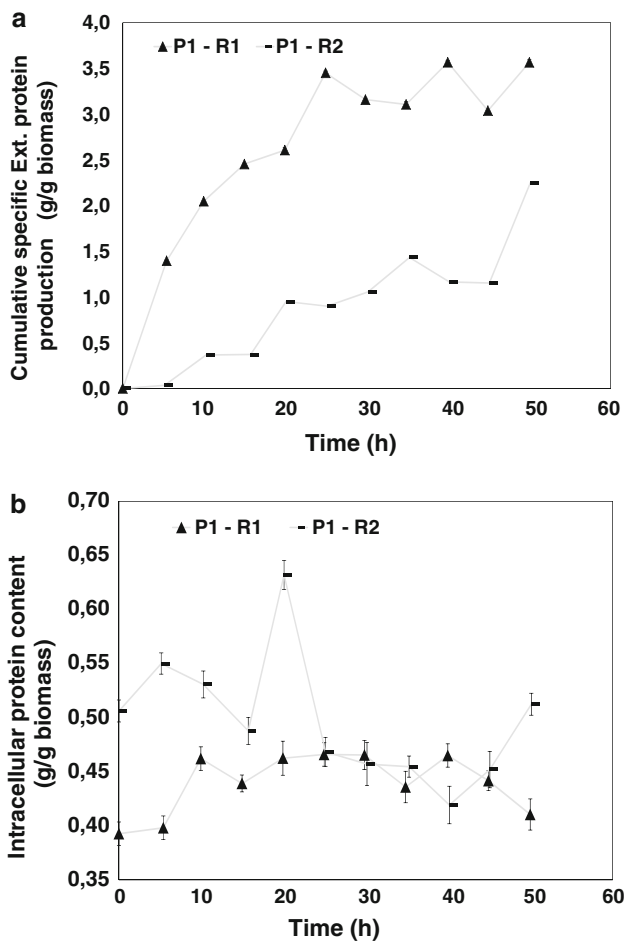 a
Cumulative specific Ext. protein
production (g/g biomass)
4,0
3,5
3,0
2,5
2,0
1,5
1,0
0,5
0,0
P1 - R1
P1 - R2
0 10 20 30 40 50 60
Time (h)
b
Intracellular protein content
(g/g biomass)
0,70
0,65
0,60
0,55
0,50
0,45
0,40
0,35
P1 - R1
P1 - R2
0 10 20 30 40 50 60
Time (h)